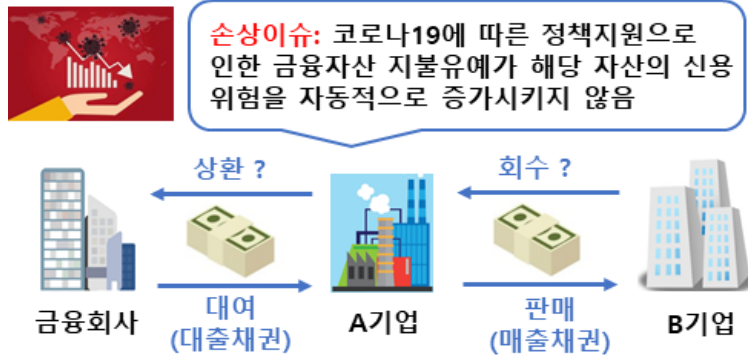 손상이슈: 코로나19에 따른 정책지원으로
인한 금융자산 지불유예가 해당 자산의 신용
위험을 자동적으로 증가시키지 않음
상환 ?
회수 ?
대여
(대출채권)
판매
(매출채권)
금융회사
A기업
B기업